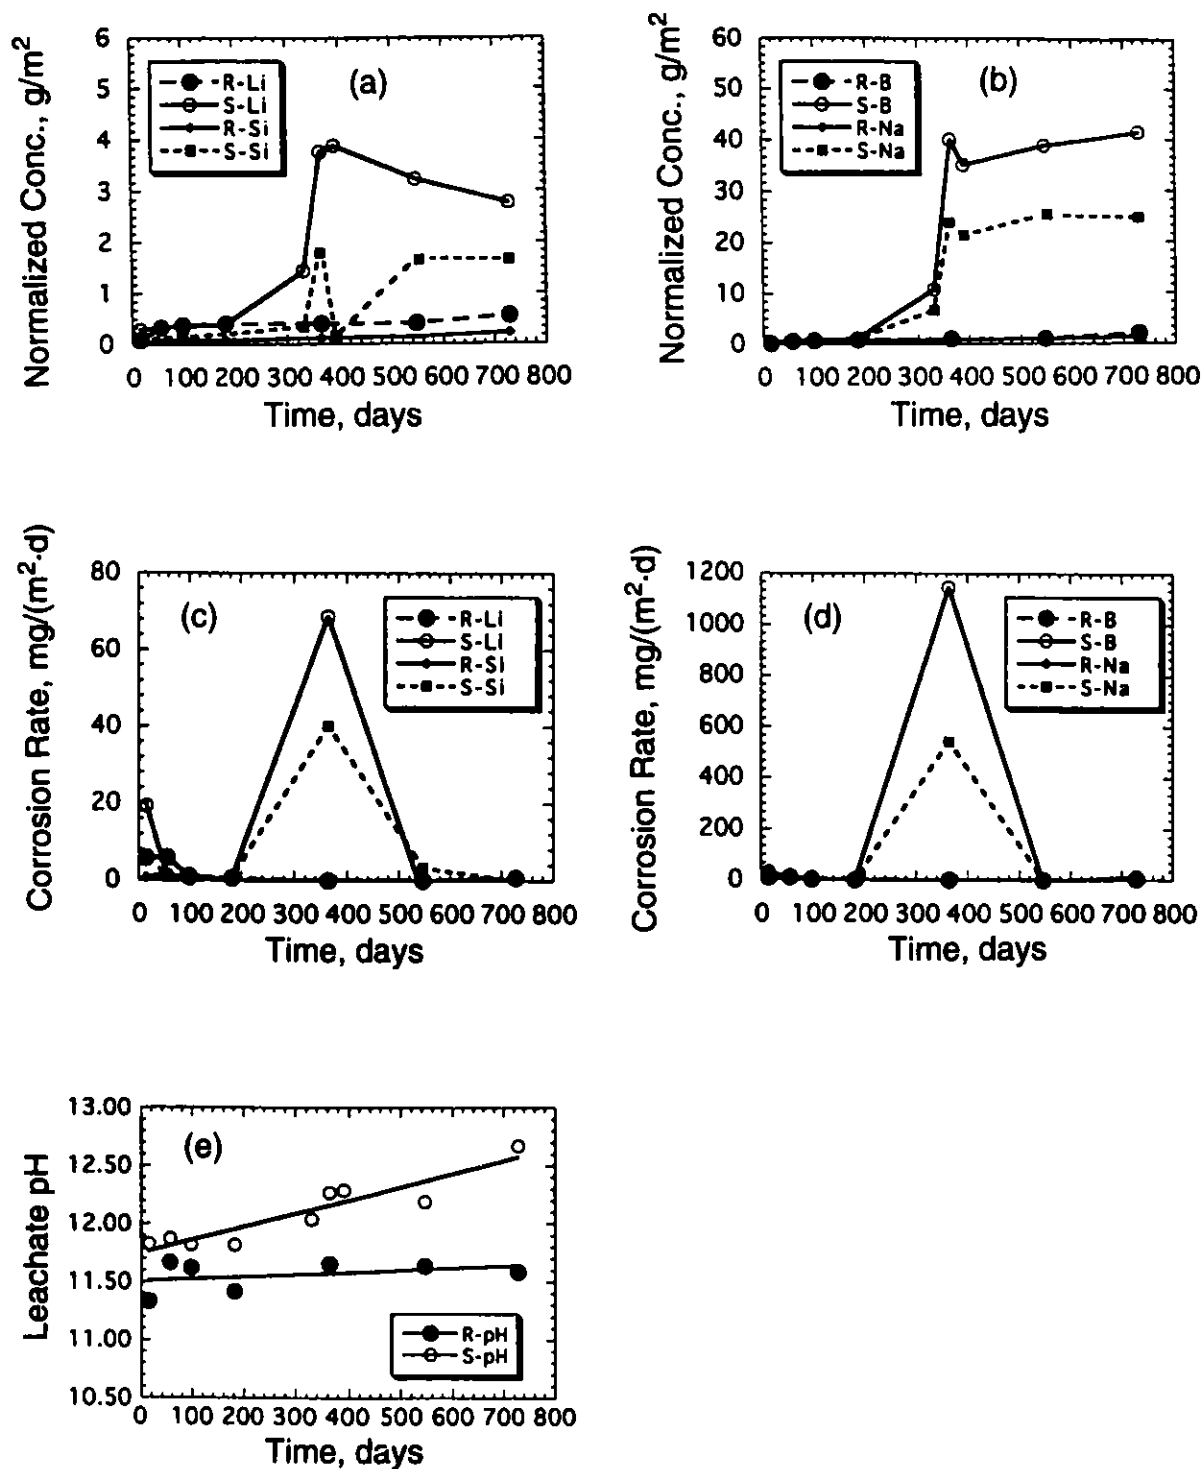 (a)
R-Li
S-Li
R-Si
S-Si
6
5
4
3
2
1
0
0 100 200 300 400 500 600 700 800
Normalized Conc., g/m²
Time, days
(b)
R-B
S-B
R-Na
S-Na
60
50
40
30
20
10
0
0 100 200 300 400 500 600 700 800
Normalized Conc., g/m²
Time, days
(c)
R-Li
S-Li
R-Si
S-Si
80
60
40
20
0
0 100 200 300 400 500 600 700 800
Corrosion Rate, mg/(m²·d)
Time, days
(d)
R-B
S-B
R-Na
S-Na
1200
1000
800
600
400
200
0
0 100 200 300 400 500 600 700 800
Corrosion Rate, mg/(m²·d)
Time, days
(e)
R-pH
S-pH
13.00
12.50
12.00
11.50
11.00
10.50
0 100 200 300 400 500 600 700 800
Leachate pH
Time, days